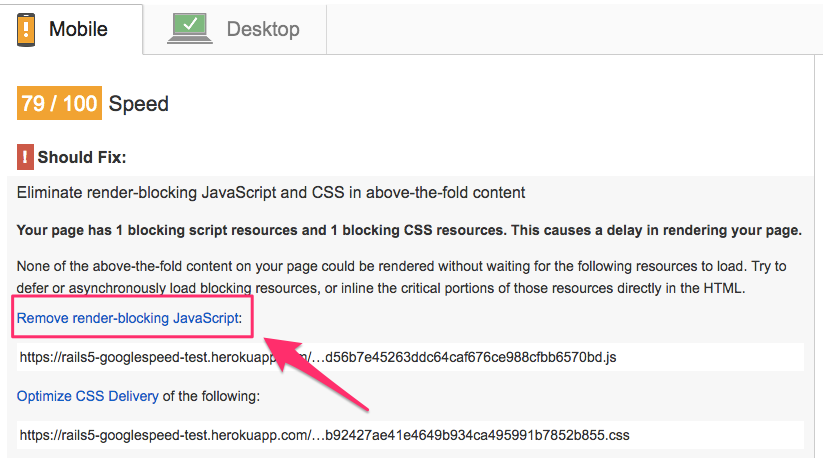 Mobile
Desktop
79 / 100 Speed
! Should Fix:
Eliminate render-blocking JavaScript and CSS in above-the-fold content
Your page has 1 blocking script resources and 1 blocking CSS resources. This causes a delay in rendering your page.
None of the above-the-fold content on your page could be rendered without waiting for the following resources to load. Try to
defer or asynchronously load blocking resources, or inline the critical portions of those resources directly in the HTML.
Remove render-blocking JavaScript:
https://rails5-googlespeed-test.herokuapp.com/…d56b7e45263ddc64caf676ce988cfbb6570bd.js
Optimize CSS Delivery of the following:
https://rails5-googlespeed-test.herokuapp.com/…b92427ae41e4649b934ca495991b7852b855.css